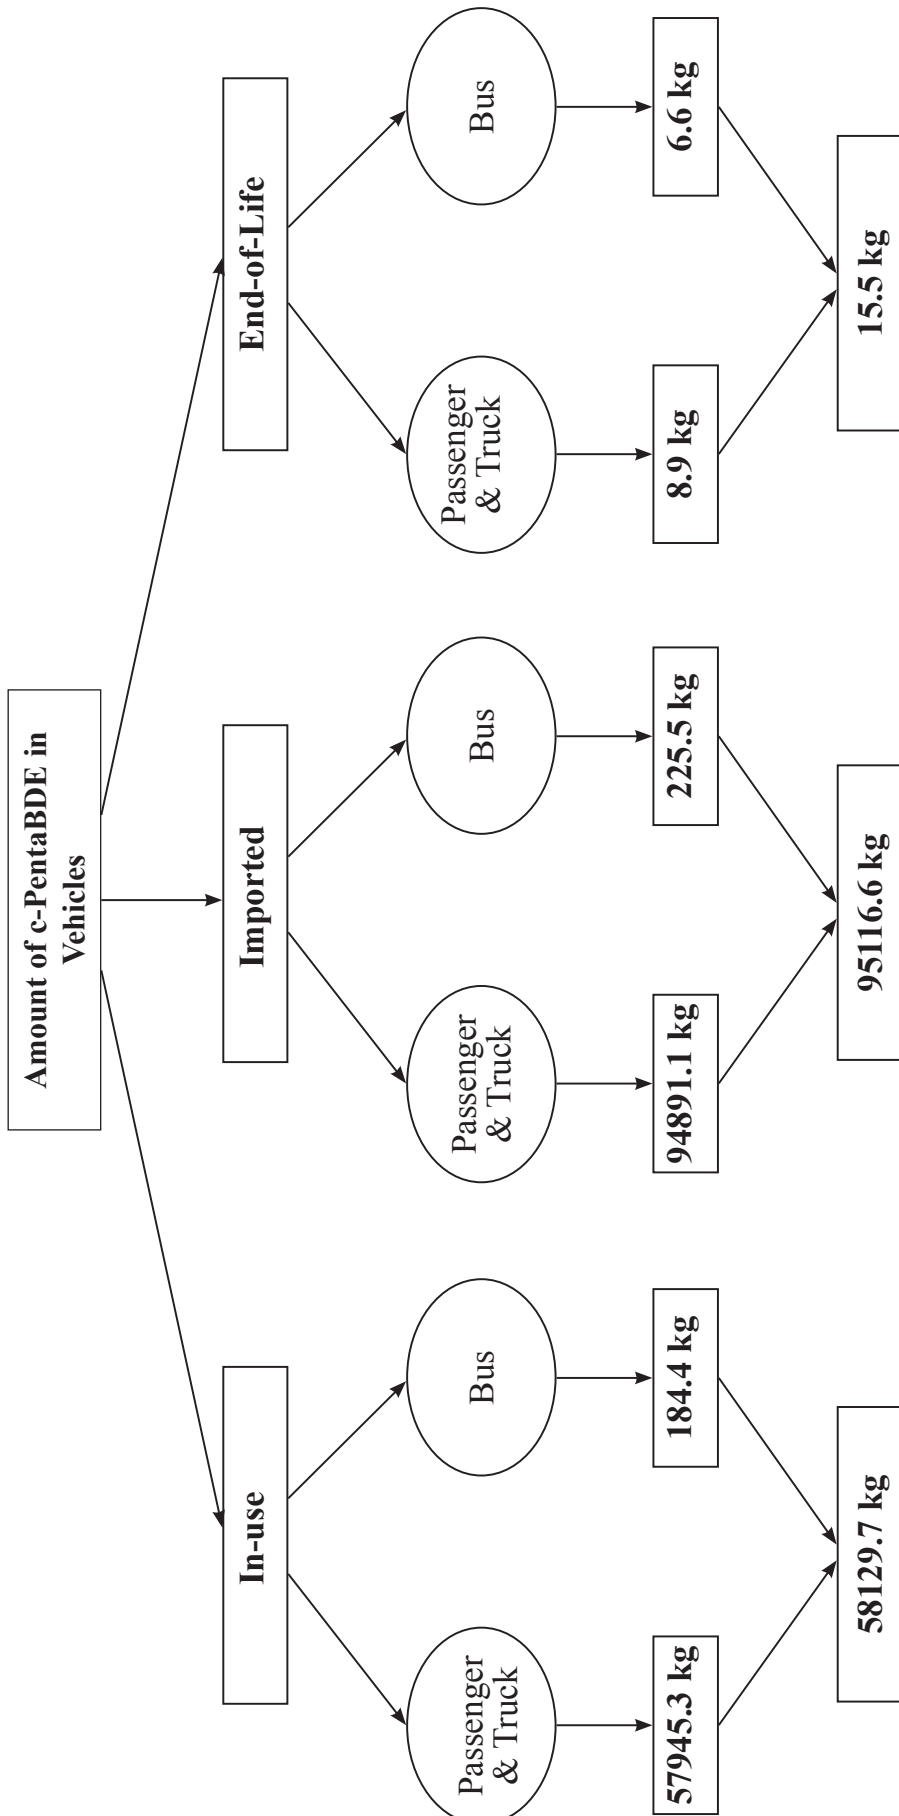 Amount of c-PentaBDE in
Vehicles
In-use
Imported
End-of-Life
Passenger
& Truck
Bus
Passenger
& Truck
Bus
Passenger
& Truck
Bus
57945.3 kg
184.4 kg
94891.1 kg
225.5 kg
8.9 kg
6.6 kg
58129.7 kg
95116.6 kg
15.5 kg